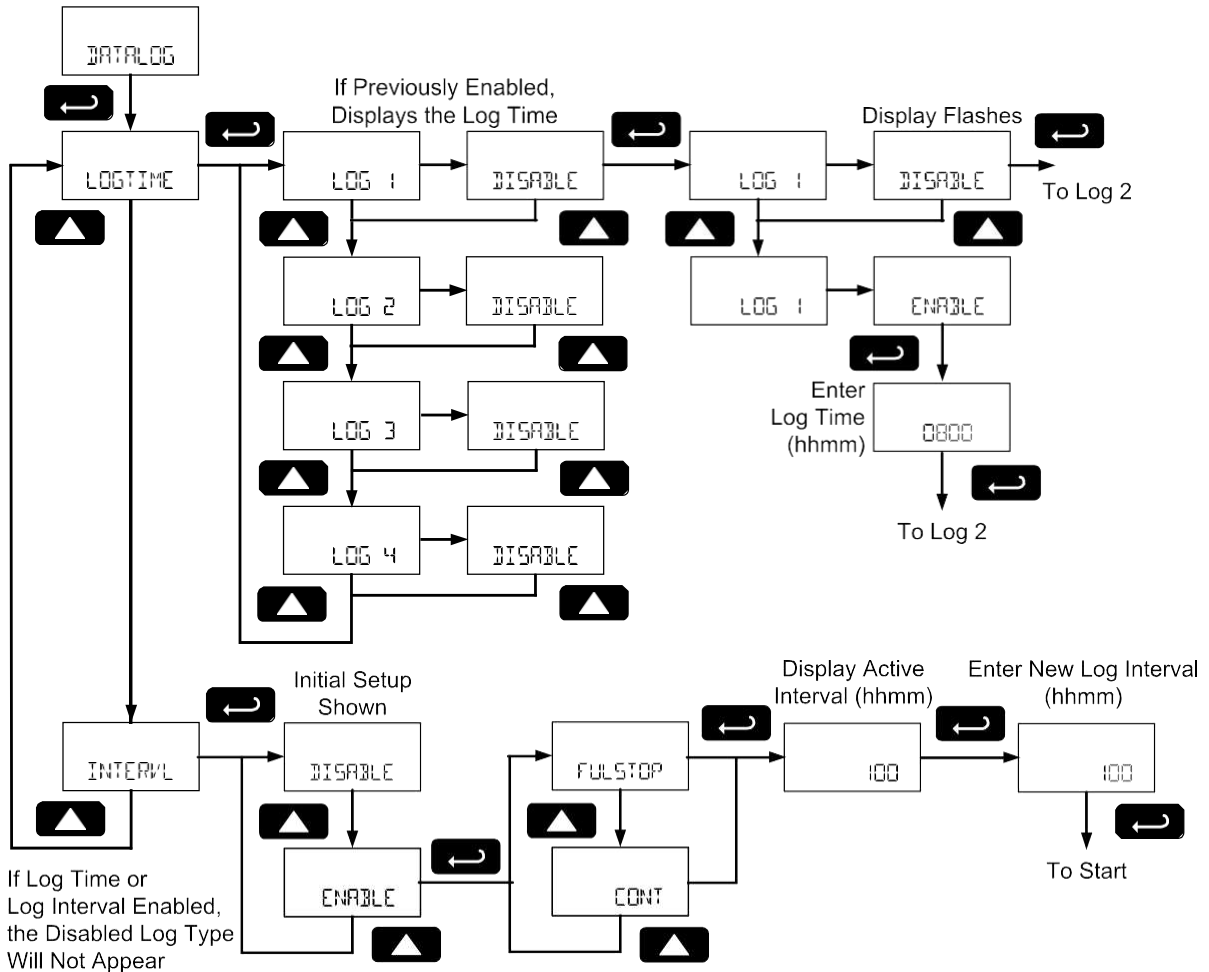 DATALOG
If Previously Enabled,
Displays the Log Time
Display Flashes
LOGTIME
LOG 1
DISABLE
LOG 1
DISABLE
To Log 2
LOG 2
DISABLE
LOG 1
ENABLE
LOG 3
DISABLE
Enter
Log Time
(hhmm)
0800
To Log 2
LOG 4
DISABLE
Initial Setup
Shown
Display Active
Interval (hhmm)
Enter New Log Interval
(hhmm)
INTERVL
DISABLE
FULSTOP
100
100
ENABLE
CONT
To Start
If Log Time or
Log Interval Enabled,
the Disabled Log Type
Will Not Appear